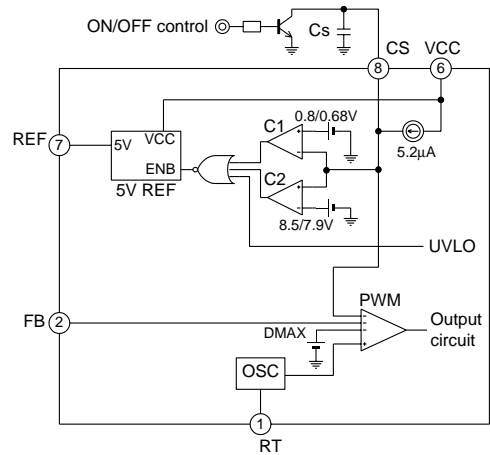 ON/OFF control
Cs
CS
VCC
8
6
REF
7
5V
VCC
ENB
5V REF
C1
0.8/0.68V
5.2µA
C2
8.5/7.9V
UVLO
PWM
FB
2
DMAX
Output
circuit
OSC
1
RT